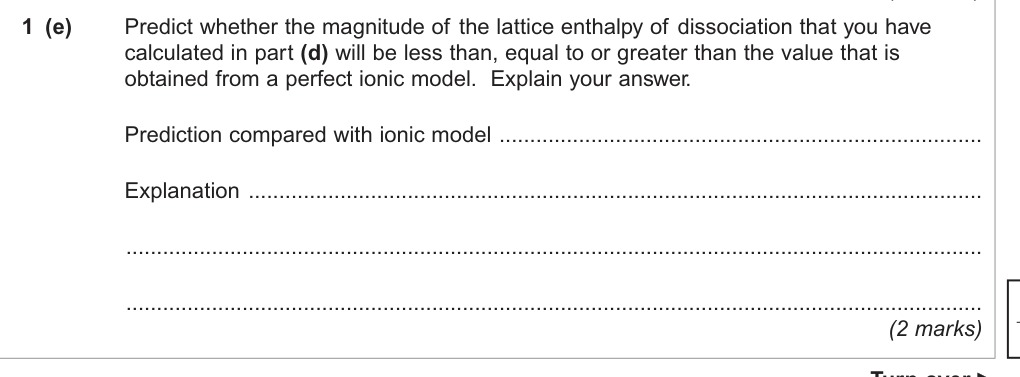 1 (e) Predict whether the magnitude of the lattice enthalpy of dissociation that you have
calculated in part (d) will be less than, equal to or greater than the value that is
obtained from a perfect ionic model. Explain your answer.
Prediction compared with ionic model ................................................................................
Explanation ..........................................................................................................................
..............................................................................................................................................
..............................................................................................................................................
(2 marks)